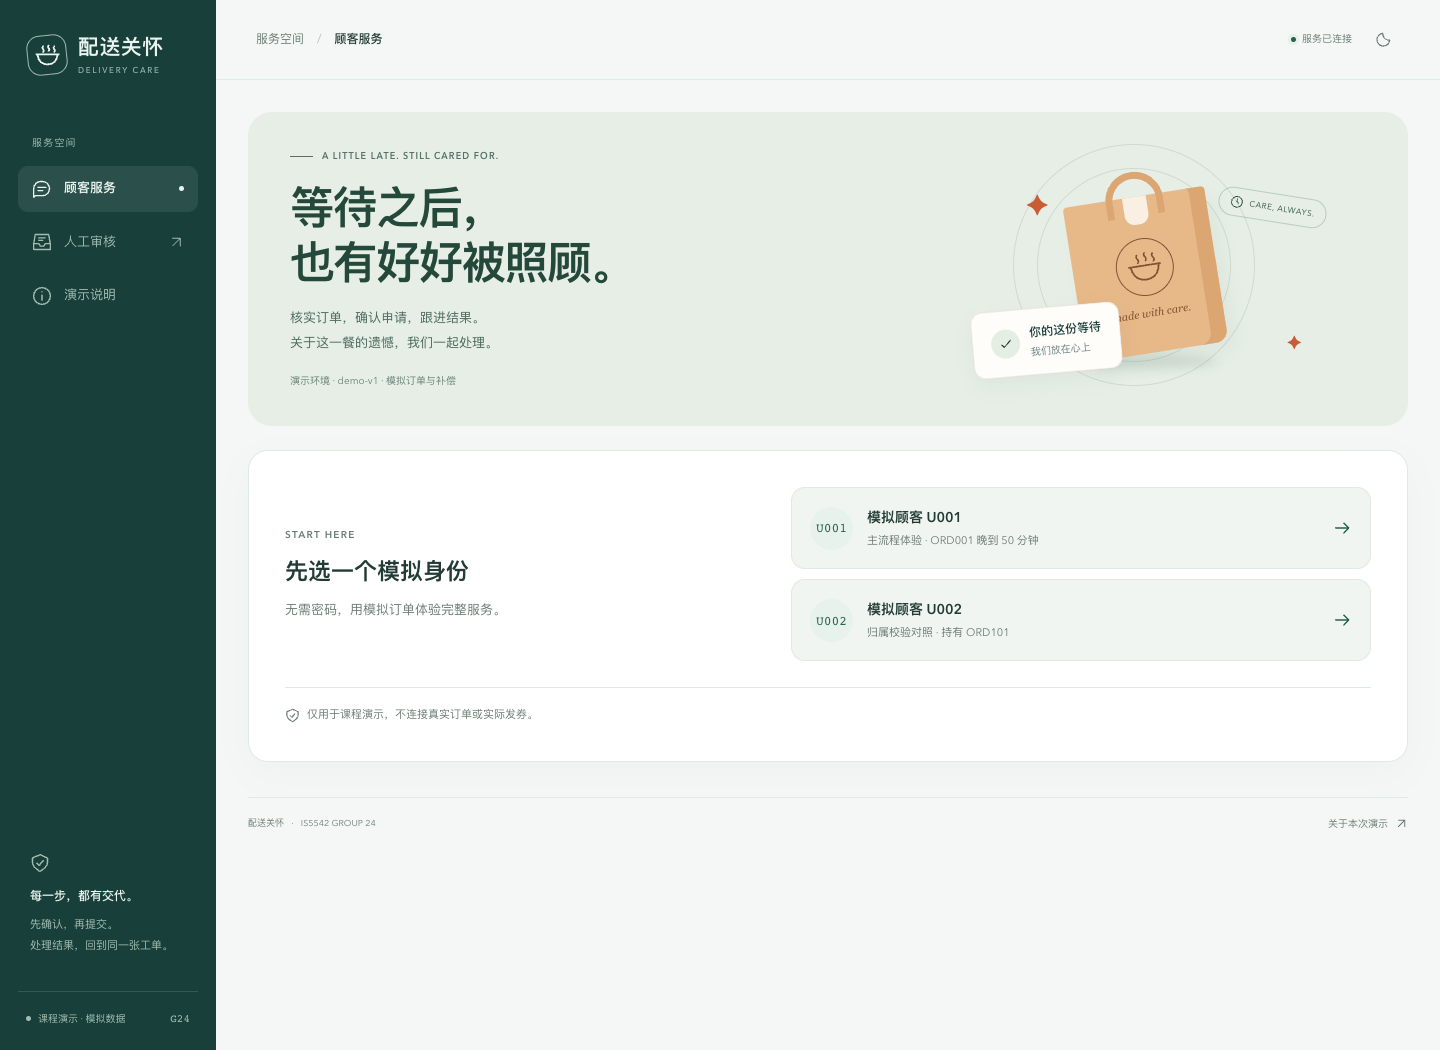 配送关怀
DELIVERY CARE
服务空间
顾客服务
人工审核
演示说明
每一步，都有交代。
先确认，再提交。
处理结果，回到同一张工单。
课程演示 · 模拟数据
G24
服务空间 / 顾客服务
服务已连接
A LITTLE LATE. STILL CARED FOR.
等待之后，
也有好好被照顾。
核实订单，确认申请，跟进结果。
关于这一餐的遗憾，我们一起处理。
演示环境 · demo-v1 · 模拟订单与补偿
CARE, ALWAYS.
with care.
你的这份等待
我们放在心上
START HERE
先选一个模拟身份
无需密码，用模拟订单体验完整服务。
U001
模拟顾客 U001
主流程体验 · ORD001 晚到 50 分钟
U002
模拟顾客 U002
归属校验对照 · 持有 ORD101
仅用于课程演示，不连接真实订单或实际发券。
配送关怀 · IS5542 GROUP 24
关于本次演示